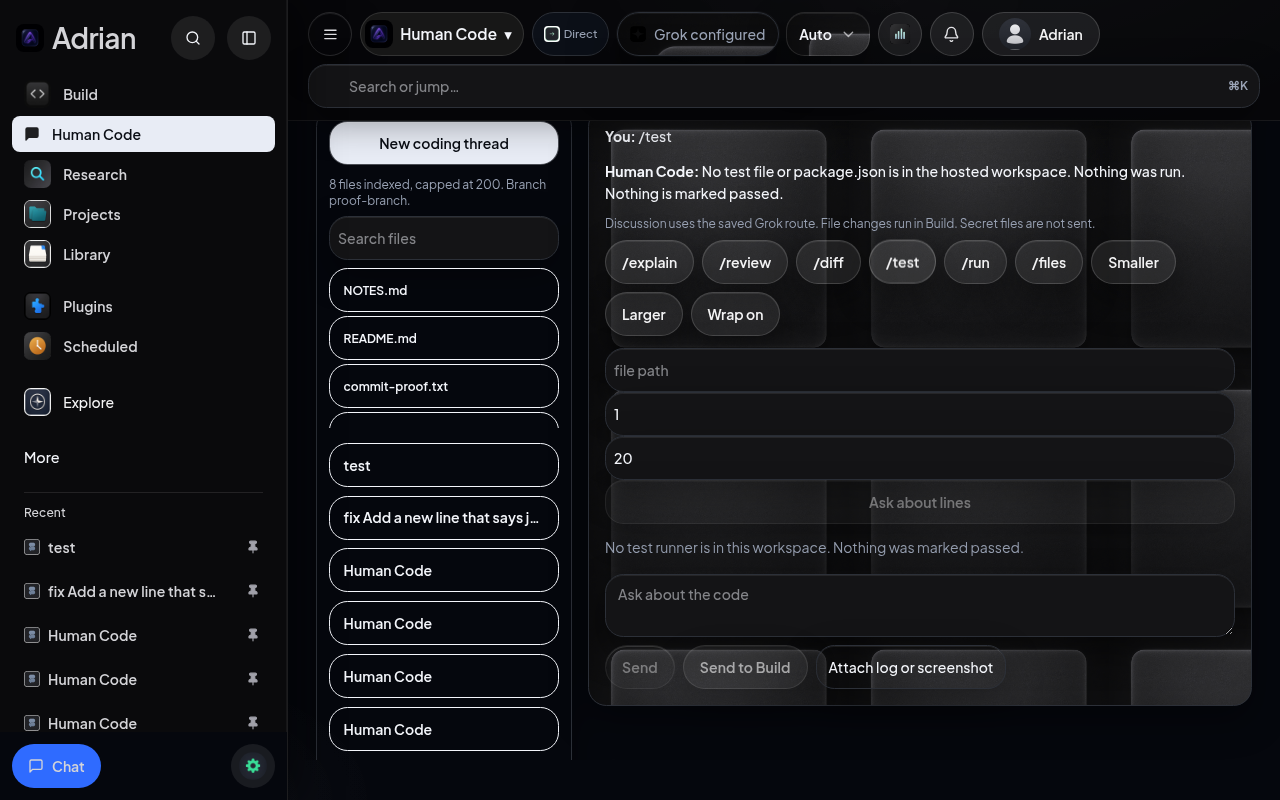 Adrian
Build
Human Code
Research
Projects
Library
Plugins
Scheduled
Explore
More
Recent
test
fix Add a new line that s…
Human Code
Human Code
Human Code
Chat
Human Code ▾
Direct
Grok configured
Auto
Adrian
Search or jump…
⌘K
New coding thread
8 files indexed, capped at 200. Branch
proof-branch.
Search files
NOTES.md
README.md
commit-proof.txt
test
fix Add a new line that says j…
Human Code
Human Code
Human Code
Human Code
You: /test
Human Code: No test file or package.json is in the hosted workspace. Nothing was run.
Nothing is marked passed.
Discussion uses the saved Grok route. File changes run in Build. Secret files are not sent.
/explain
/review
/diff
/test
/run
/files
Smaller
Larger
Wrap on
file path
1
20
Ask about lines
No test runner is in this workspace. Nothing was marked passed.
Ask about the code
Send
Send to Build
Attach log or screenshot